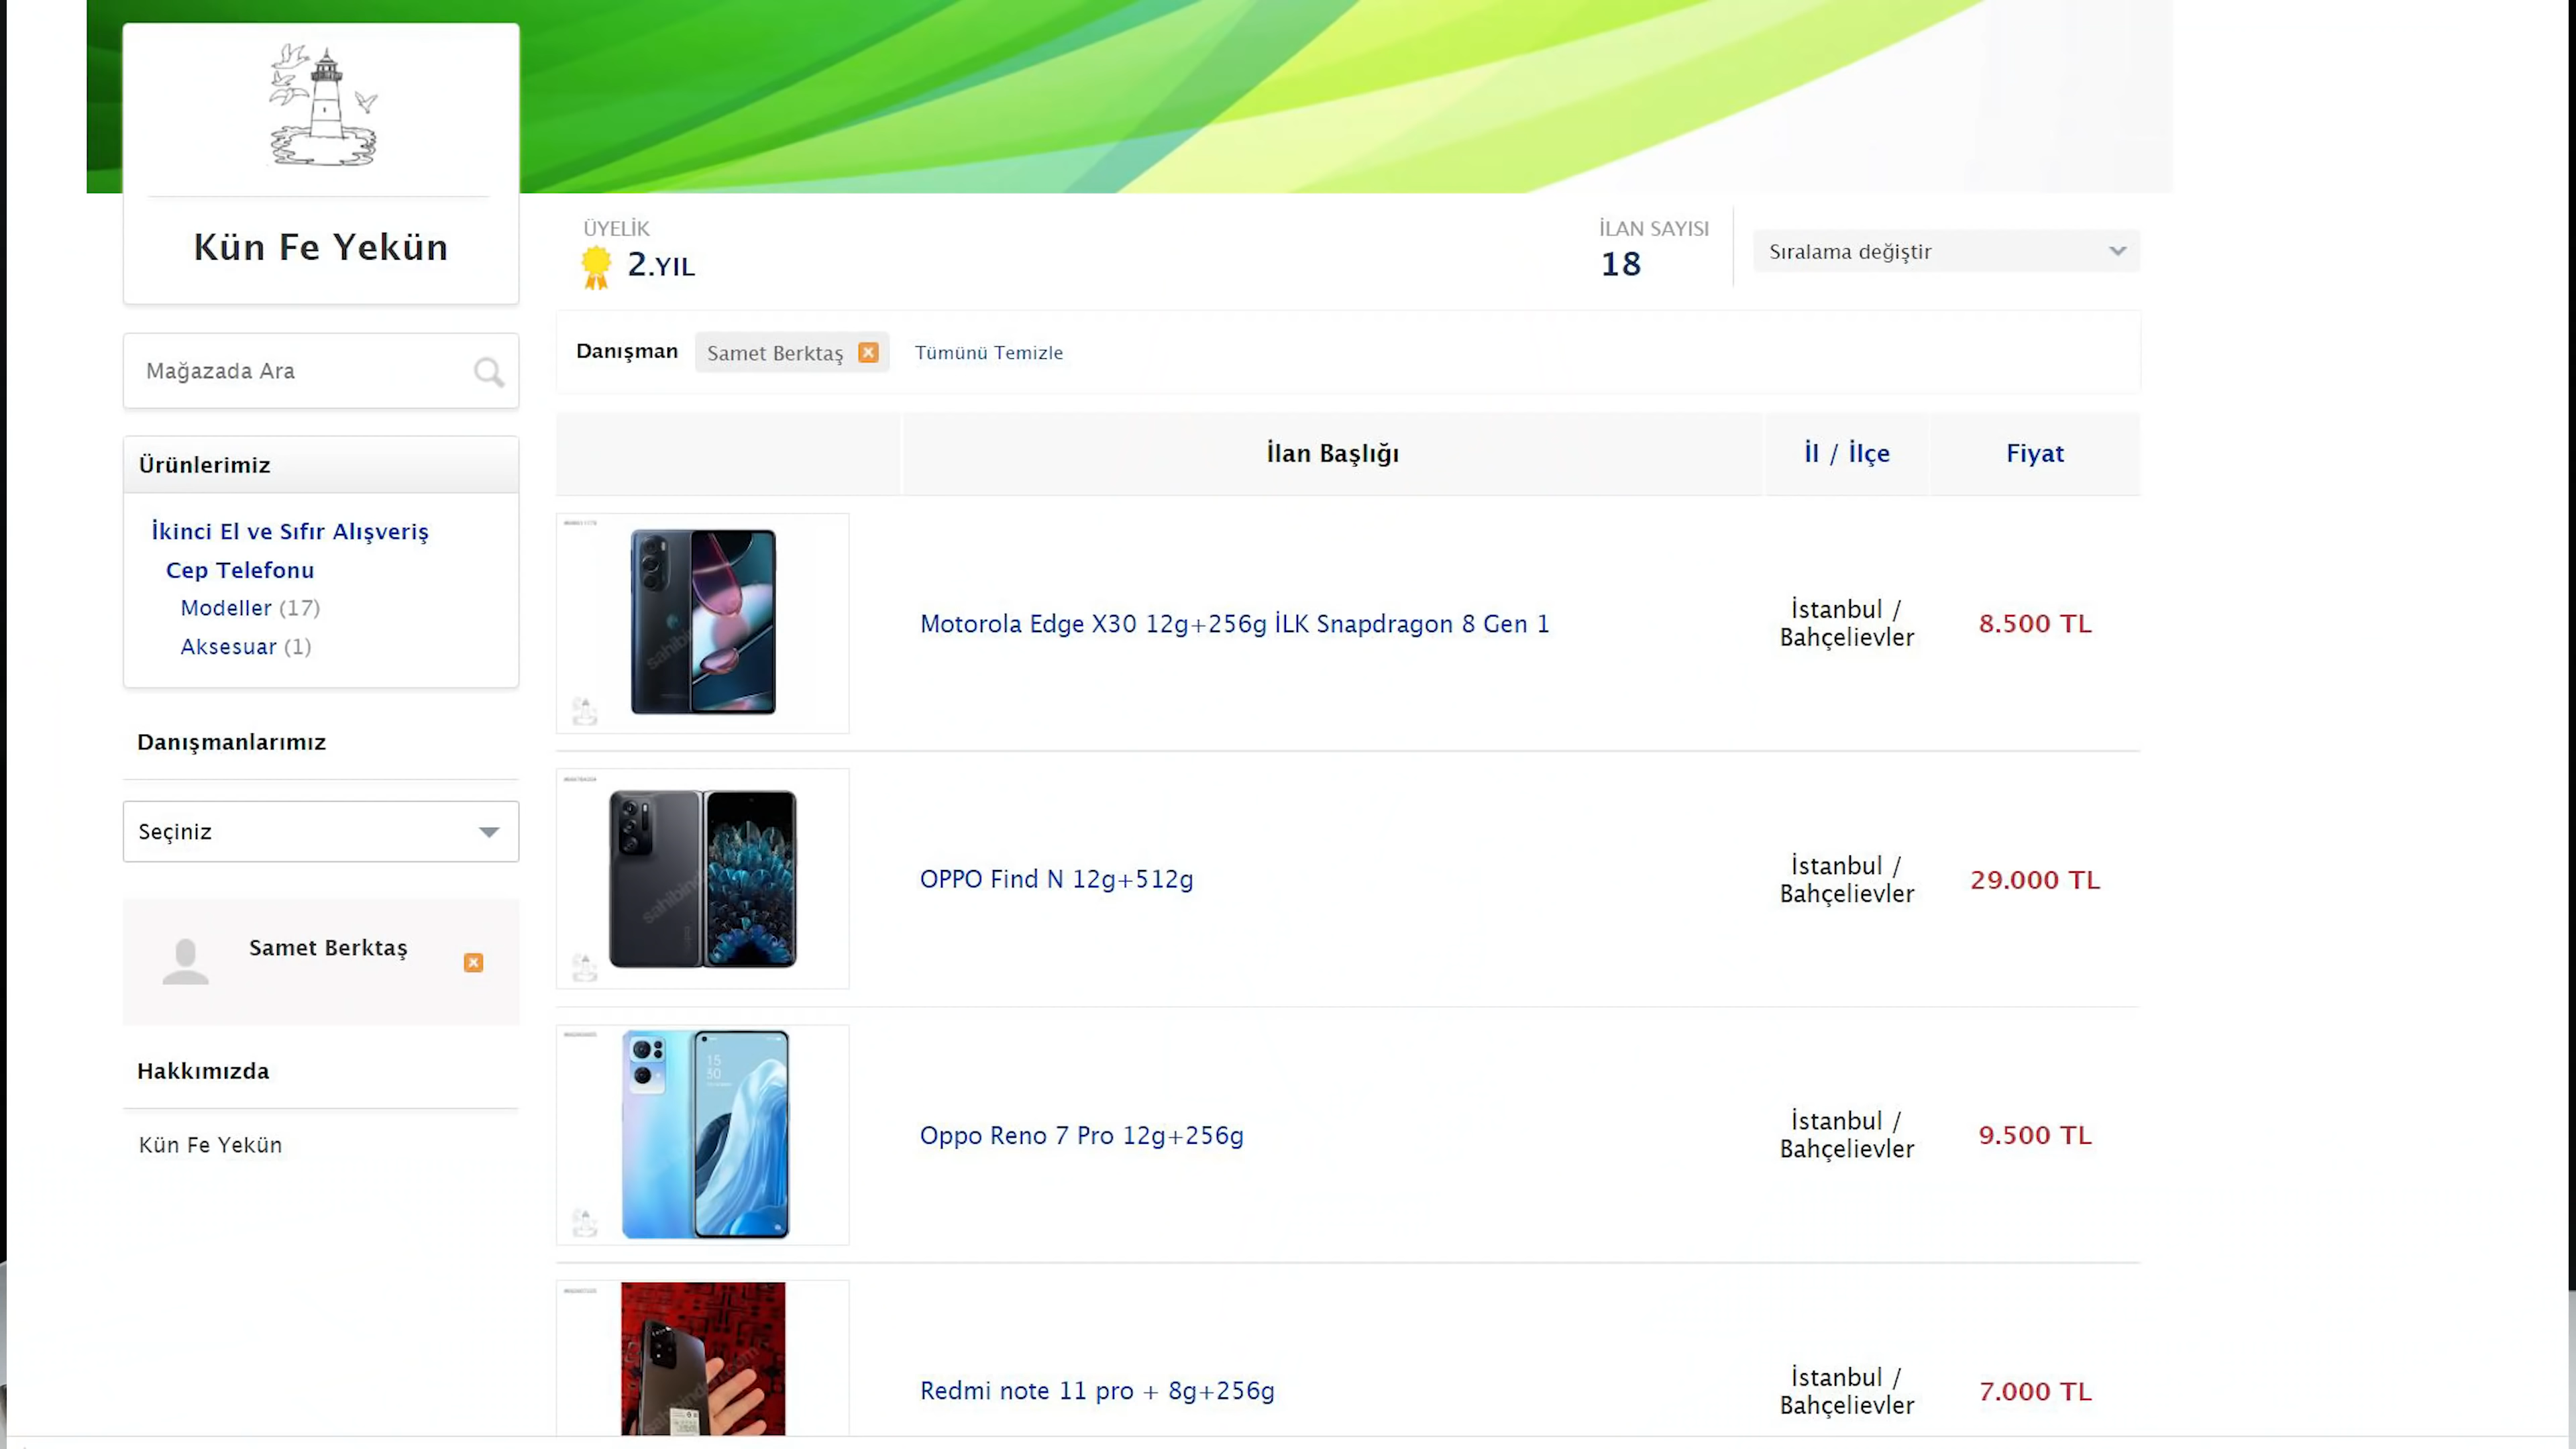 Kün Fe Yekün
ÜYELİK
2.YIL
İLAN SAYISI
18
Sıralama değiştir
Mağazada Ara
Danışman Samet Berktaş Tümünü Temizle
Ürünlerimiz
İkinci El ve Sıfır Alışveriş
Cep Telefonu
Modeller (17)
Aksesuar (1)
Danışmanlarımız
Seçiniz
Samet Berktaş
Hakkımızda
Kün Fe Yekün
İlan Başlığı İl / İlçe Fiyat
Motorola Edge X30 12g+256g İLK Snapdragon 8 Gen 1
İstanbul /
Bahçelievler
8.500 TL
OPPO Find N 12g+512g
İstanbul /
Bahçelievler
29.000 TL
15
30
Oppo Reno 7 Pro 12g+256g
İstanbul /
Bahçelievler
9.500 TL
Redmi note 11 pro + 8g+256g
İstanbul /
Bahçelievler
7.000 TL